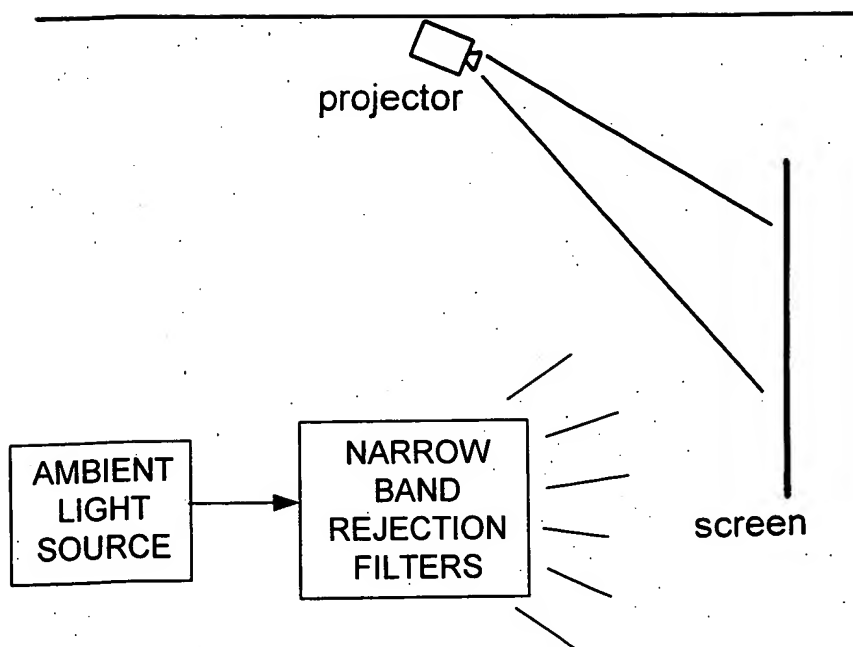 projector
AMBIENT
LIGHT
SOURCE
NARROW
BAND
REJECTION
FILTERS
screen